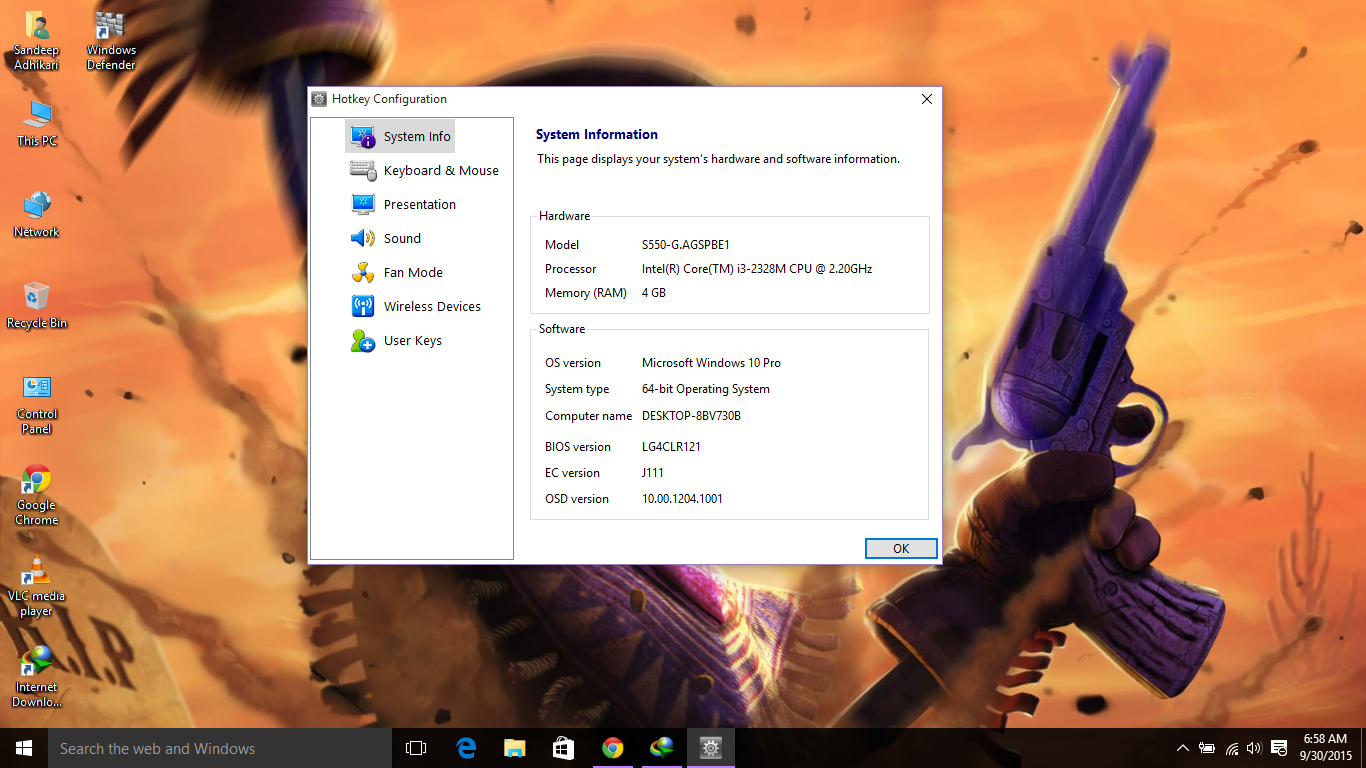 Sandeep
Adhikari
Windows
Defender
This PC
Network
Recycle Bin
Control
Panel
Google
Chrome
VLC media
player
Internet
Downlo...
R.I.P
Hotkey Configuration
System Info
Keyboard & Mouse
Presentation
Sound
Fan Mode
Wireless Devices
User Keys
System Information
This page displays your system's hardware and software information.
Hardware
Model S550-G.AGSPBE1
Processor Intel(R) Core(TM) i3-2328M CPU @ 2.20GHz
Memory (RAM) 4 GB
Software
OS version Microsoft Windows 10 Pro
System type 64-bit Operating System
Computer name DESKTOP-8BV730B
BIOS version LG4CLR121
EC version J111
OSD version 10.00.1204.1001
OK
Search the web and Windows
6:58 AM
9/30/2015